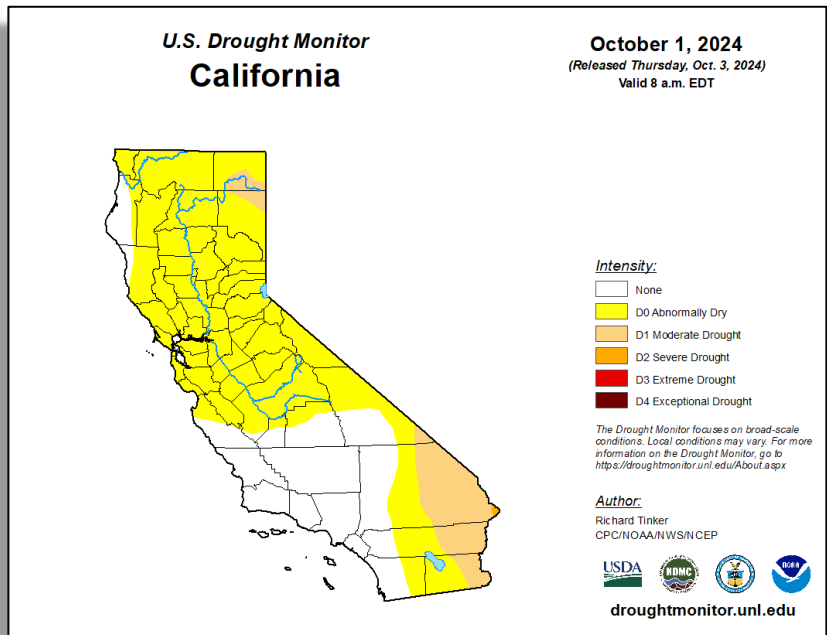 U.S. Drought Monitor
California
October 1, 2024
(Released Thursday, Oct. 3, 2024)
Valid 8 a.m. EDT
Intensity:
None
D0 Abnormally Dry
D1 Moderate Drought
D2 Severe Drought
D3 Extreme Drought
D4 Exceptional Drought
The Drought Monitor focuses on broad-scale
conditions. Local conditions may vary. For more
information on the Drought Monitor, go to
https://droughtmonitor.unl.edu/About.aspx
Author:
Richard Tinker
CPC/NOAA/NWS/NCEP
USDA
NDMC
NOAA
droughtmonitor.unl.edu